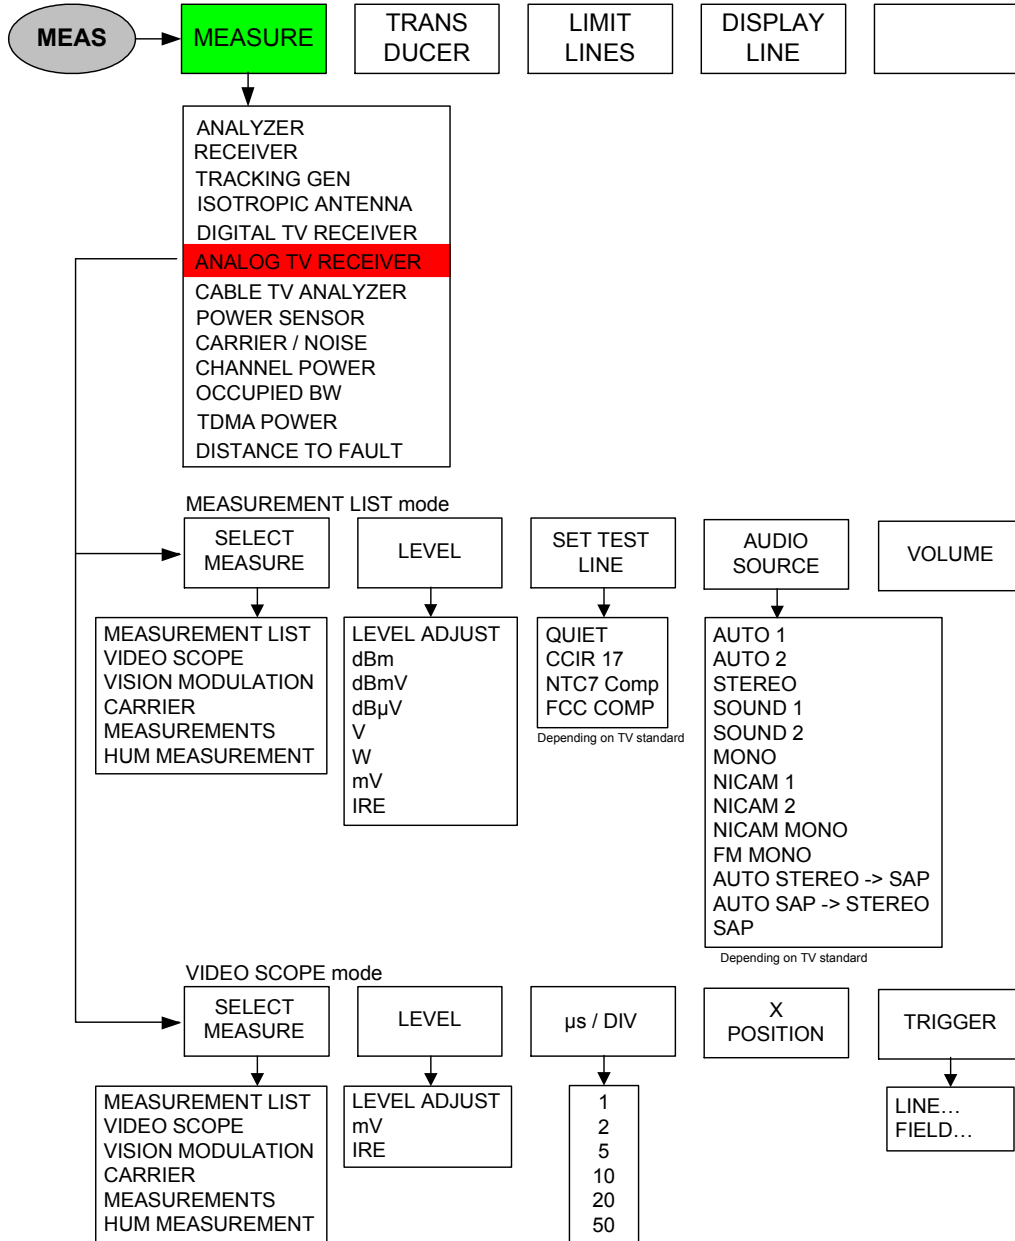 MEAS
MEASURE
TRANS
DUCER
LIMIT
LINES
DISPLAY
LINE
ANALYZER
RECEIVER
TRACKING GEN
ISOTROPIC ANTENNA
DIGITAL TV RECEIVER
ANALOG TV RECEIVER
CABLE TV ANALYZER
POWER SENSOR
CARRIER / NOISE
CHANNEL POWER
OCCUPIED BW
TDMA POWER
DISTANCE TO FAULT
MEASUREMENT LIST mode
SELECT
MEASURE
LEVEL
SET TEST
LINE
AUDIO
SOURCE
VOLUME
MEASUREMENT LIST
VIDEO SCOPE
VISION MODULATION
CARRIER
MEASUREMENTS
HUM MEASUREMENT
LEVEL ADJUST
dBm
dBmV
dBµV
V
W
mV
IRE
QUIET
CCIR 17
NTC7 Comp
FCC COMP
Depending on TV standard
AUTO 1
AUTO 2
STEREO
SOUND 1
SOUND 2
MONO
NICAM 1
NICAM 2
NICAM MONO
FM MONO
AUTO STEREO -> SAP
AUTO SAP -> STEREO
SAP
Depending on TV standard
VIDEO SCOPE mode
SELECT
MEASURE
LEVEL
µs / DIV
X
POSITION
TRIGGER
MEASUREMENT LIST
VIDEO SCOPE
VISION MODULATION
CARRIER
MEASUREMENTS
HUM MEASUREMENT
LEVEL ADJUST
mV
IRE
1
2
5
10
20
50
LINE...
FIELD...